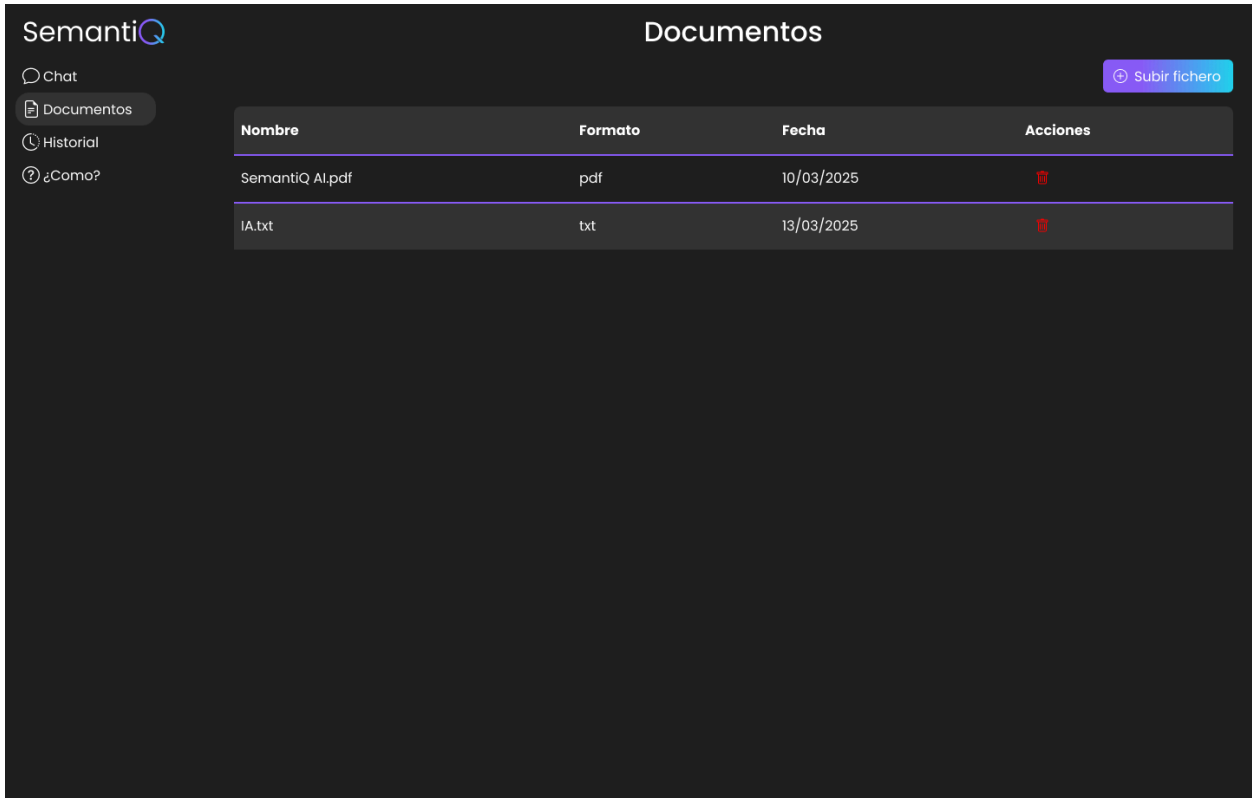 SemantiQ
Documentos
Chat
Documentos
Historial
¿Como?
Subir fichero
Nombre Formato Fecha Acciones
SemantiQ AI.pdf pdf 10/03/2025
IA.txt txt 13/03/2025